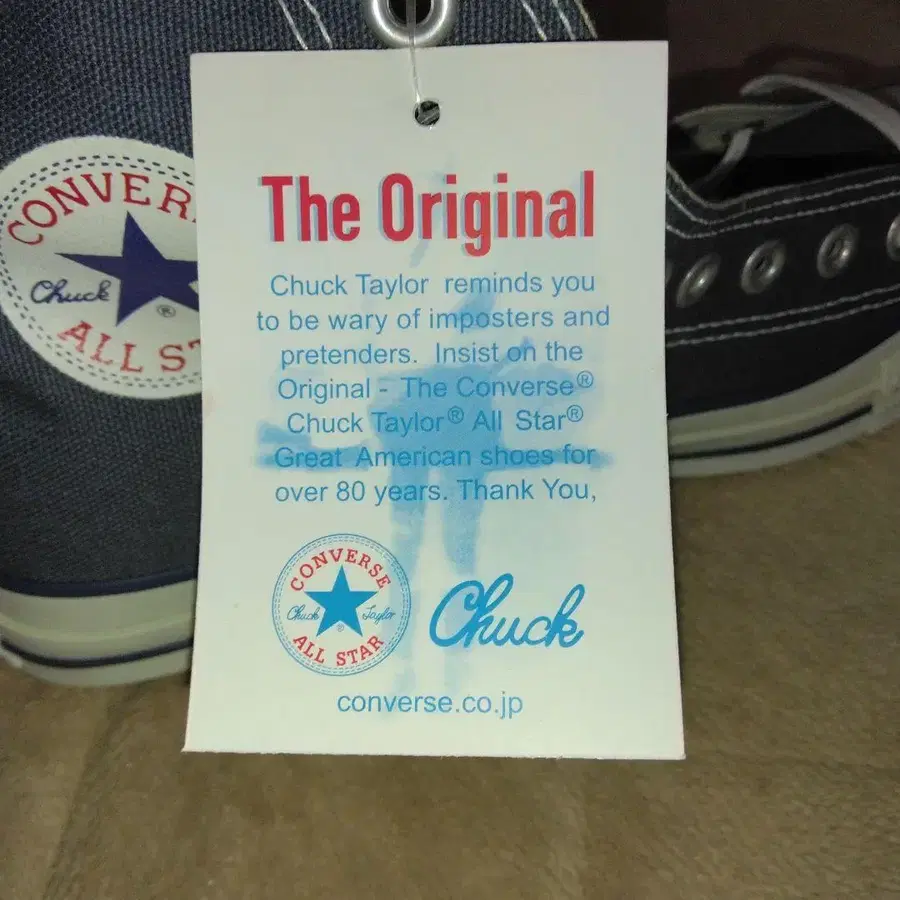 CONVER
Chuck
®
ALL ST
The Original
Chuck Taylor reminds you
to be wary of imposters and
pretenders. Insist on the
Original - The Converse®
Chuck Taylor® All Star®
Great American shoes for
over 80 years. Thank You,
CONVERSE
Chuck Taylor
®
ALL STAR
Chuck
converse.co.jp